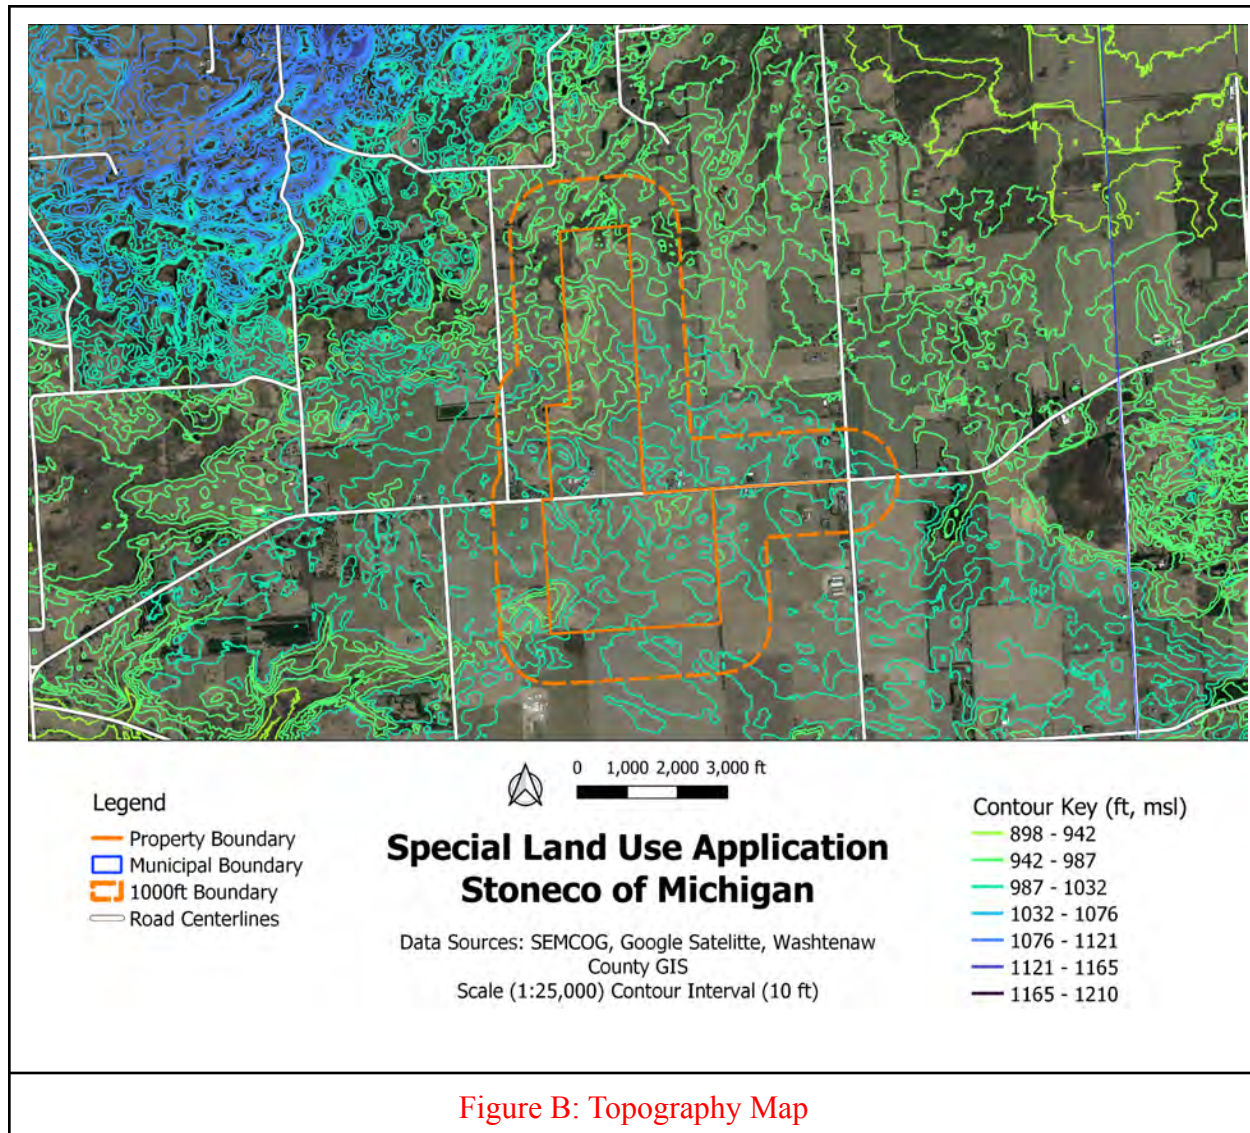 Legend
Property Boundary
Municipal Boundary
1000ft Boundary
Road Centerlines
0 1,000 2,000 3,000 ft
Special Land Use Application
Stoneco of Michigan
Data Sources: SEMCOG, Google Satelitte, Washtenaw
County GIS
Scale (1:25,000) Contour Interval (10 ft)
Contour Key (ft, msl)
898 - 942
942 - 987
987 - 1032
1032 - 1076
1076 - 1121
1121 - 1165
1165 - 1210
Figure B: Topography Map